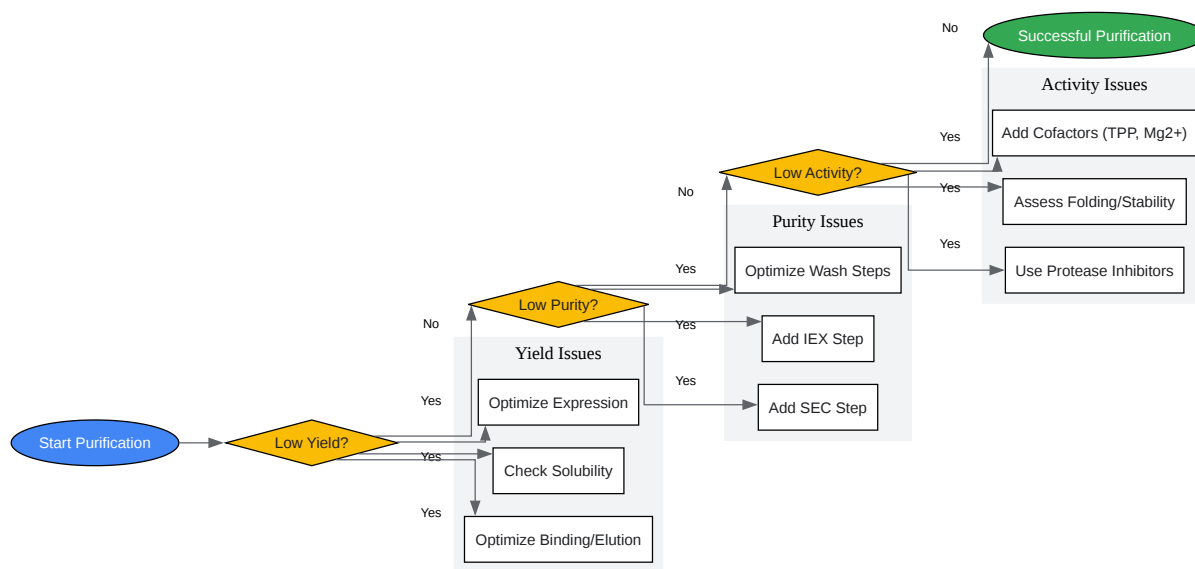 Start Purification
Low Yield?
No
Yes
Yes
Yes
Yield Issues
Optimize Expression
Check Solubility
Optimize Binding/Elution
Low Purity?
No
Yes
Yes
Yes
Purity Issues
Optimize Wash Steps
Add IEX Step
Add SEC Step
Low Activity?
No
Yes
Yes
Yes
Successful Purification
Activity Issues
Add Cofactors (TPP, Mg2+)
Assess Folding/Stability
Use Protease Inhibitors